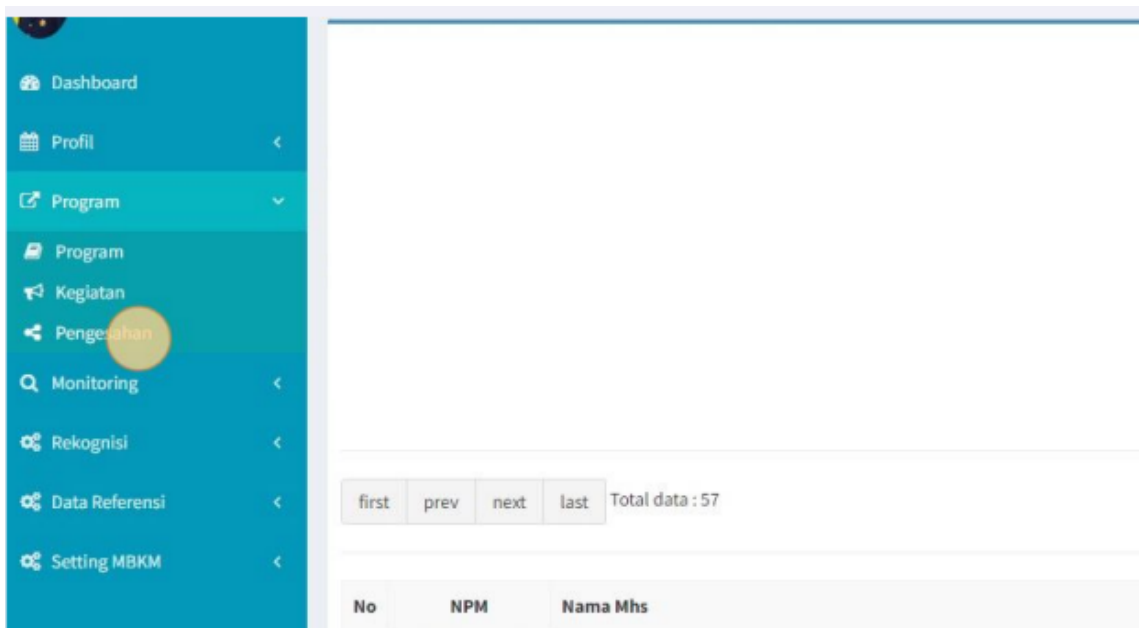 Dashboard
Profil
Program
Program
Kegiatan
Pengesahan
Monitoring
Rekognisi
Data Referensi
Setting MBKM
first prev next last Total data : 57
No NPM Nama Mhs